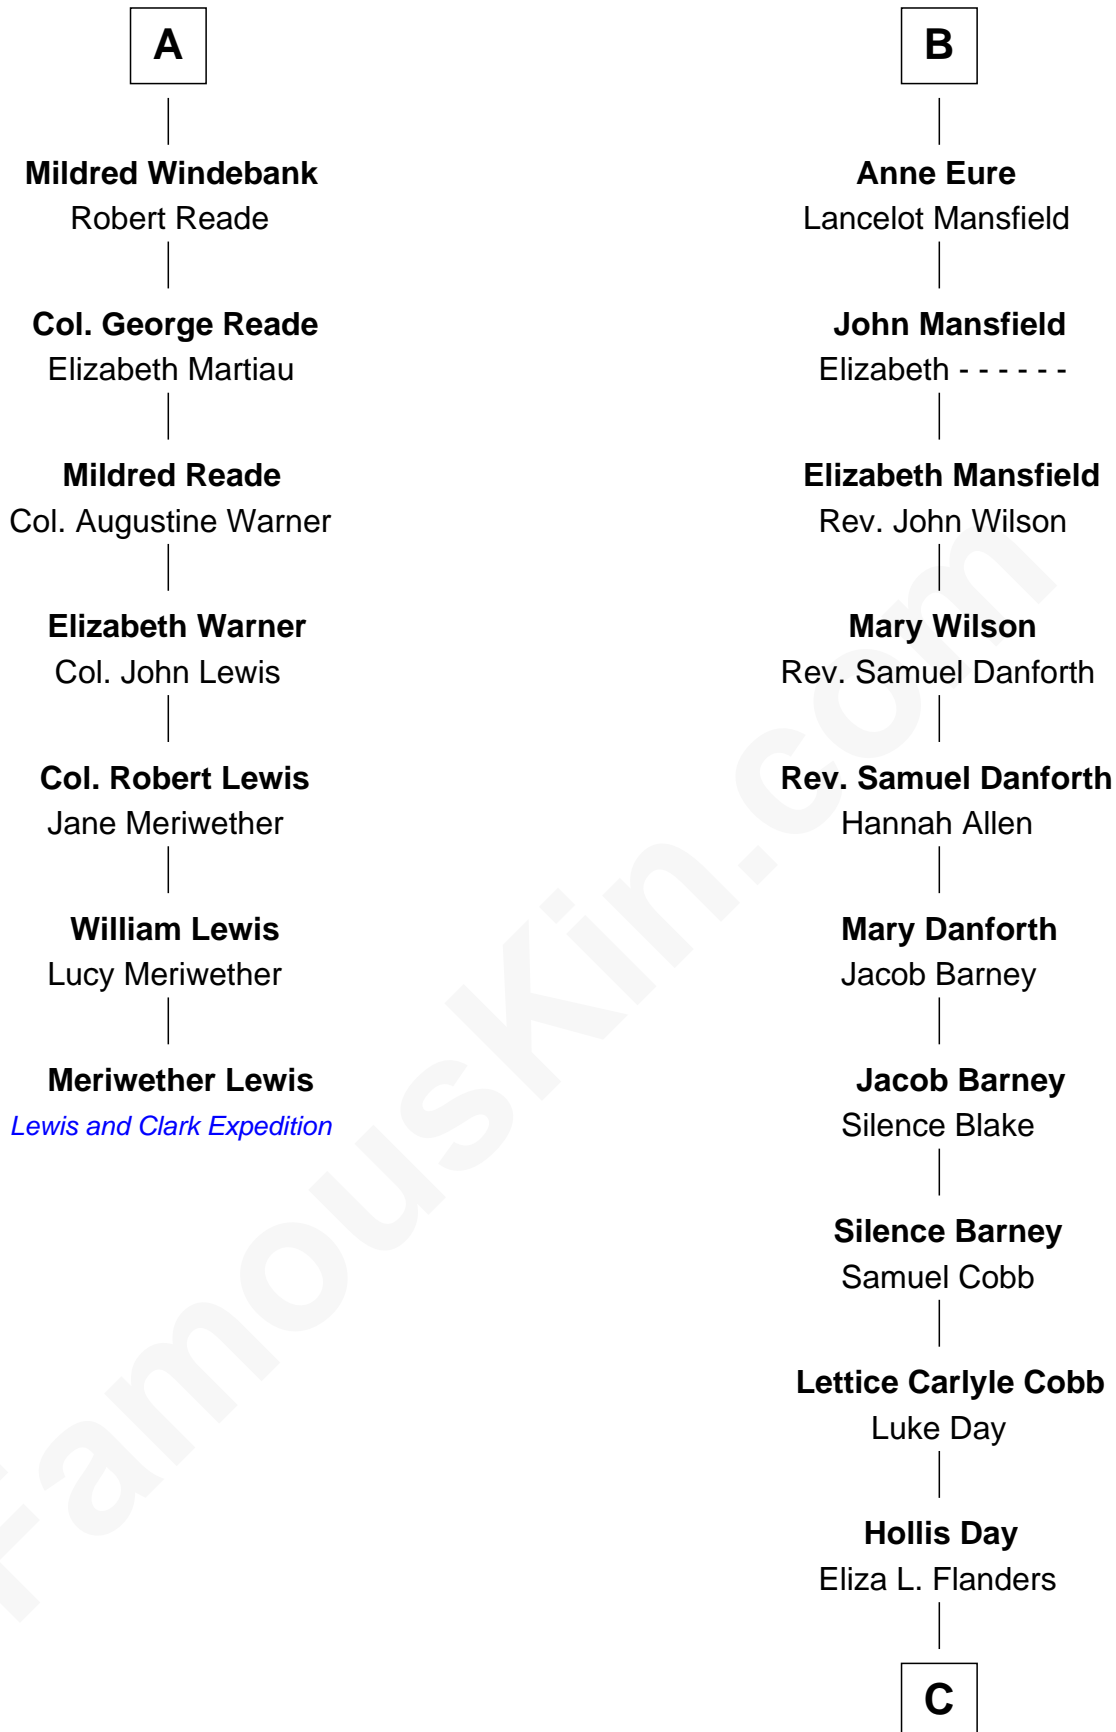 A
Mildred Windebank
Robert Reade
Col. George Reade
Elizabeth Martiau
Mildred Reade
Col. Augustine Warner
Elizabeth Warner
Col. John Lewis
Col. Robert Lewis
Jane Meriwether
William Lewis
Lucy Meriwether
Meriwether Lewis
Lewis and Clark Expedition
B
Anne Eure
Lancelot Mansfield
John Mansfield
Elizabeth - - - - - -
Elizabeth Mansfield
Rev. John Wilson
Mary Wilson
Rev. Samuel Danforth
Rev. Samuel Danforth
Hannah Allen
Mary Danforth
Jacob Barney
Jacob Barney
Silence Blake
Silence Barney
Samuel Cobb
Lettice Carlyle Cobb
Luke Day
Hollis Day
Eliza L. Flanders
C
FamousKin.com